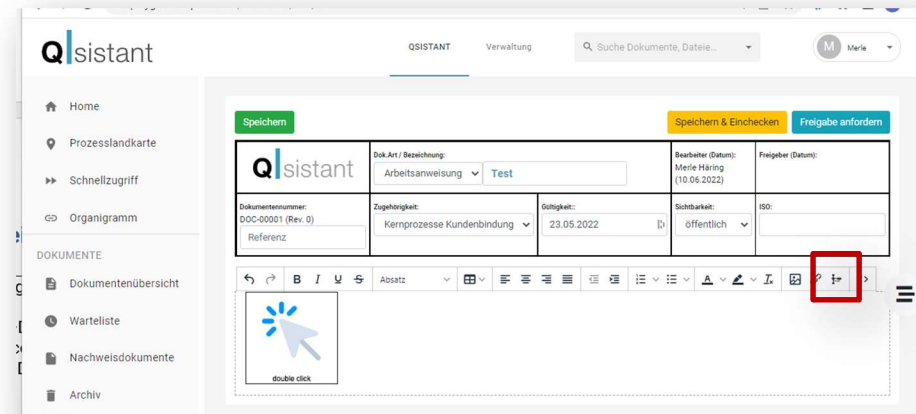 Qsistant
QSISTANT
Verwaltung
Suche Dokumente, Dateie...
M
Merle
Home
Prozesslandkarte
Schnellzugriff
Organigramm
DOKUMENTE
Dokumentenübersicht
Warteliste
Nachweisdokumente
Archiv
Speichern
Speichern & Einchecken
Freigabe anfordern
Qsistant
Dok.Art / Bezeichnung:
Arbeitsanweisung
Test
Bearbeiter (Datum):
Merle Häring
(10.06.2022)
Freigeber (Datum):
Dokumentennummer:
DOC-00001 (Rev. 0)
Referenz
Zugehörigkeit:
Kernprozesse Kundenbindung
Gültigkeit::
23.05.2022
Sichtbarkeit:
öffentlich
ISO:
B I U S
Absatz
A
double click